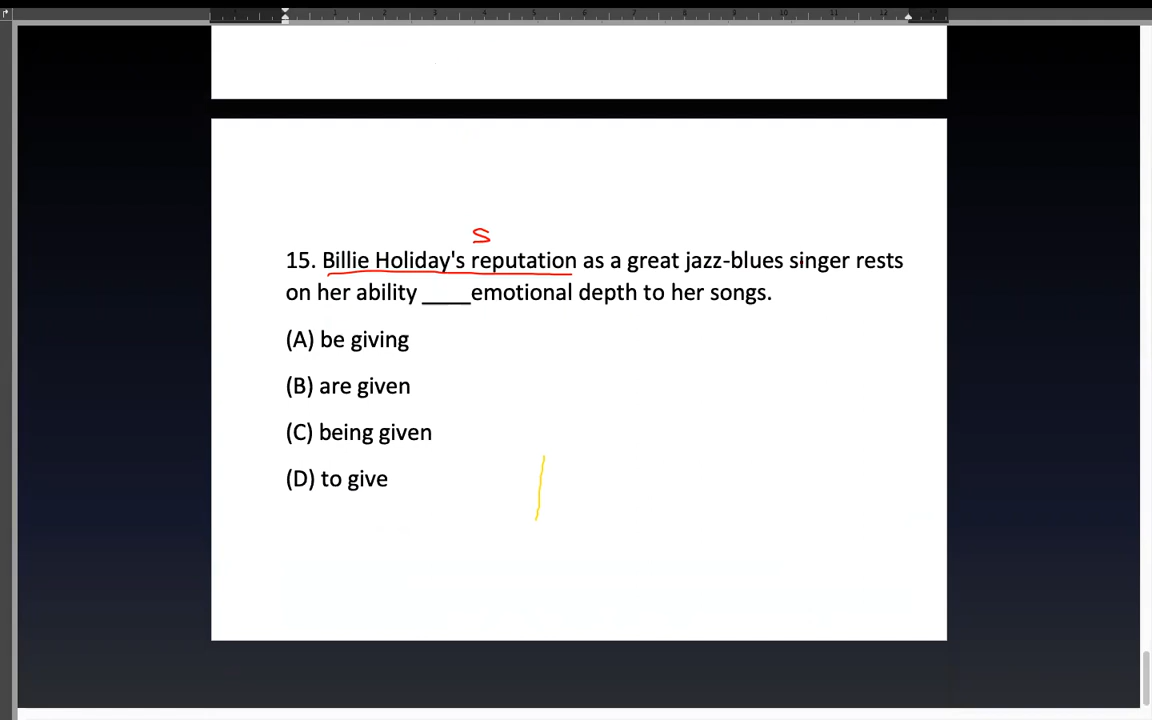 S
15. Billie Holiday's reputation as a great jazz-blues singer rests
on her ability ____emotional depth to her songs.
(A) be giving
(B) are given
(C) being given
(D) to give